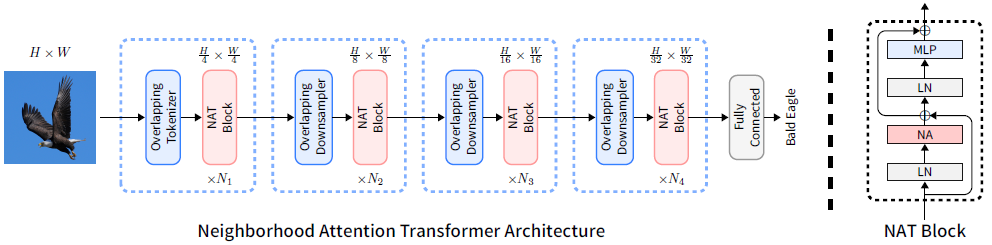 H × W
H/4 × W/4
Overlapping
Tokenizer
NAT
Block
×N₁
H/8 × W/8
Overlapping
Downsampler
NAT
Block
×N₂
H/16 × W/16
Overlapping
Downsampler
NAT
Block
×N₃
H/32 × W/32
Overlapping
Downsampler
NAT
Block
×N₄
Fully
Connected
Bald Eagle
Neighborhood Attention Transformer Architecture
MLP
LN
NA
LN
NAT Block